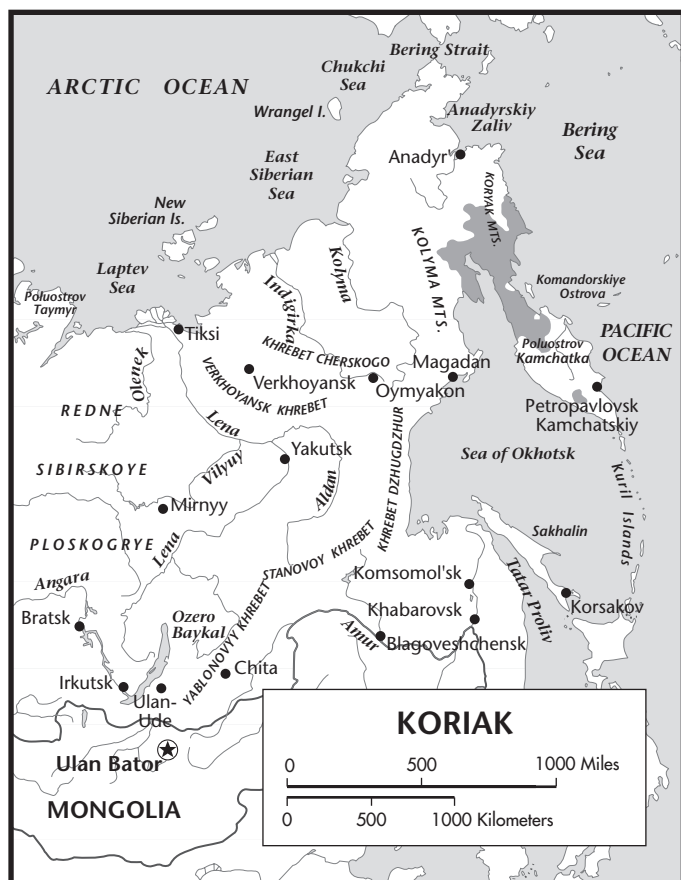 Bering Strait
Chukchi
Sea
ARCTIC OCEAN
Wrangel I.
Anadyrskiy
Zaliv
Bering
Sea
Anadyr'
East
Siberian
Sea
KORYAK MTS.
New
Siberian Is.
KOLYMA MTS.
Kolyma
Laptev
Sea
Indigirka
Komandorskiye
Ostrova
Poluostrov
Taymyr
Tiksi
PACIFIC
OCEAN
Poluostrov
Kamchatka
KHREBET CHERSKOGO
Olenek
VERKHOYANSK KHREBET
Verkhoyansk
Magadan
Oymyakon
Petropavlovsk
Kamchatskiy
REDNE
Lena
KHREBET DZHUGDZHUR
Yakutsk
Sea of Okhotsk
SIBIRSKOYE
Vilyuy
Aldan
Kuril Islands
Mirnyy
Sakhalin
PLOSKOGRYE
Lena
STANOVOY KHREBET
Tatar Proliv
Angara
Komsomol'sk
Korsakov
Bratsk
Ozero
Baykal
YABLONOVYY KHREBET
Khabarovsk
Amur
Blagoveshchensk
Chita
Irkutsk
Ulan-
Ude
Ulan Bator
MONGOLIA
KORIAK
0 500 1000 Miles
0 500 1000 Kilometers